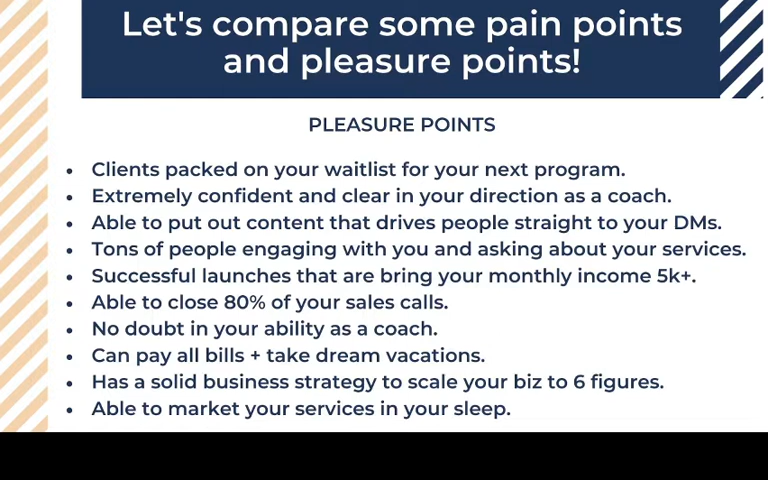 Let's compare some pain points
and pleasure points!
PLEASURE POINTS
• Clients packed on your waitlist for your next program.
• Extremely confident and clear in your direction as a coach.
• Able to put out content that drives people straight to your DMs.
• Tons of people engaging with you and asking about your services.
• Successful launches that are bring your monthly income 5k+.
• Able to close 80% of your sales calls.
• No doubt in your ability as a coach.
• Can pay all bills + take dream vacations.
• Has a solid business strategy to scale your biz to 6 figures.
• Able to market your services in your sleep.